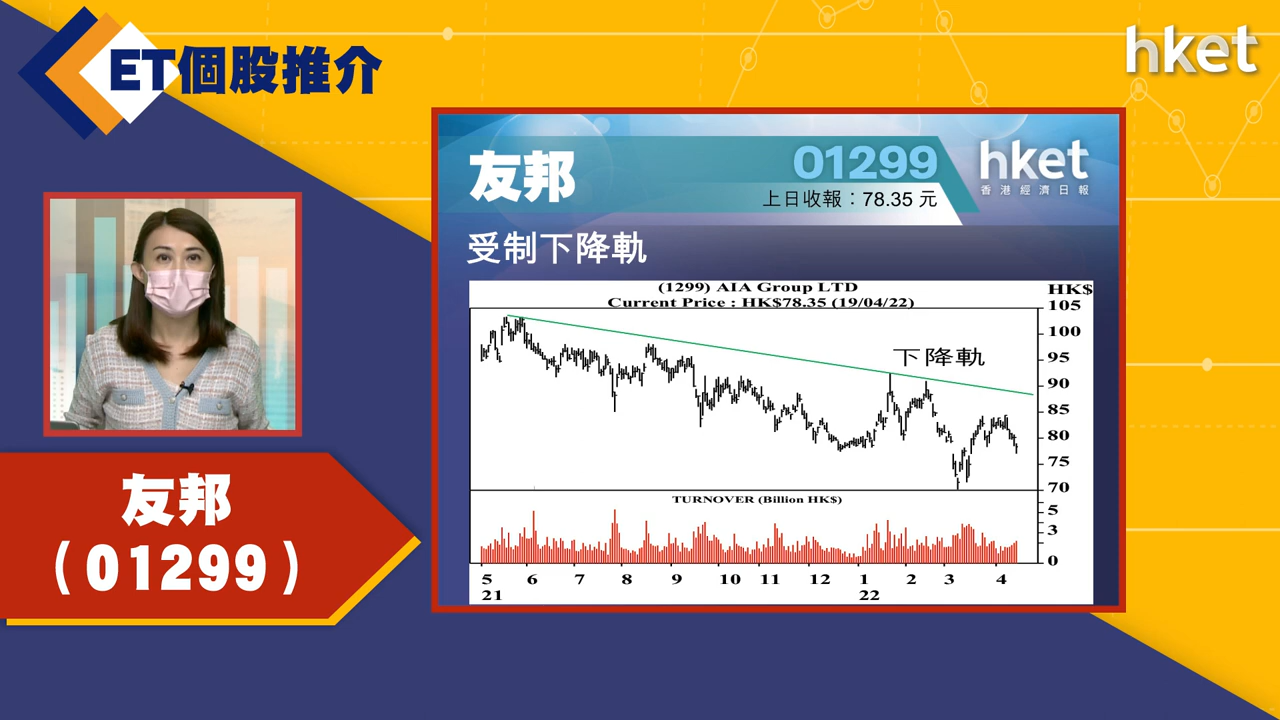 ET個股推介
hket
友邦
01299
上日收報：78.35 元
hket
香港經濟日報
受制下降軌
(1299) AIA Group LTD
Current Price : HK$78.35 (19/04/22)
HK$
105
100
95
90
85
80
75
70
下降軌
TURNOVER (Billion HK$)
5
3
0
5 6 7 8 9 10 11 12 1 2 3 4
21 22
友邦
（01299）